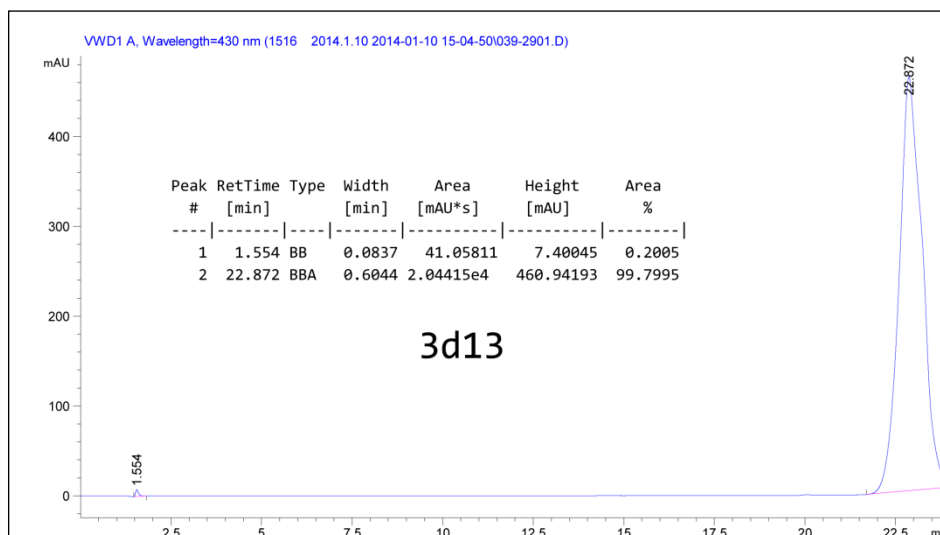 VWD1 A, Wavelength=430 nm (1516 2014.1.10 2014-01-10 15-04-50\039-2901.D)
mAU
22.872
400
Peak RetTime Type Width Area Height Area
# [min] [min] [mAU*s] [mAU] %
----|-------|----|-------|----------|----------|--------|
1 1.554 BB 0.0837 41.05811 7.40045 0.2005
300
2 22.872 BBA 0.6044 2.04415e4 460.94193 99.7995
200
3d13
100
1.554
0
2.5 5 7.5 10 12.5 15 17.5 20 22.5